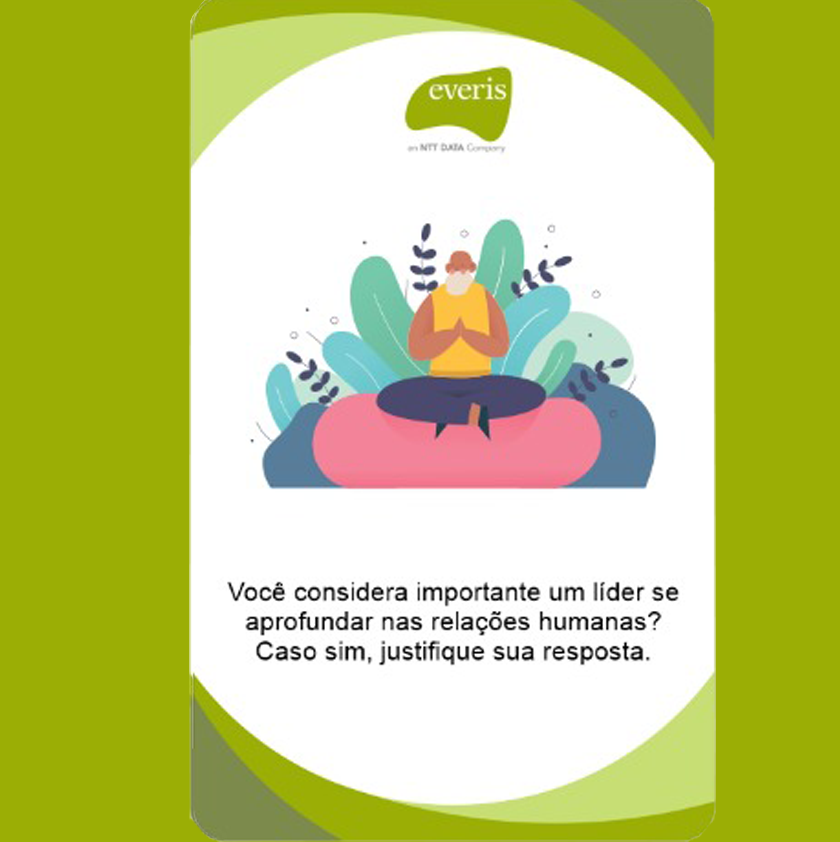 everis
an NTT DATA Company
Você considera importante um líder se
aprofundar nas relações humanas?
Caso sim, justifique sua resposta.